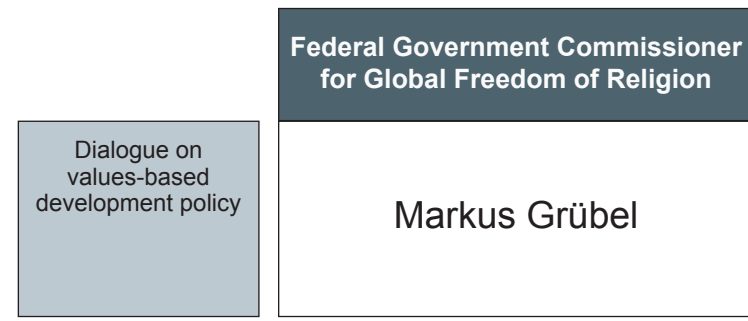 Federal Government Commissioner
for Global Freedom of Religion
Dialogue on
values-based
development policy
Markus Grübel